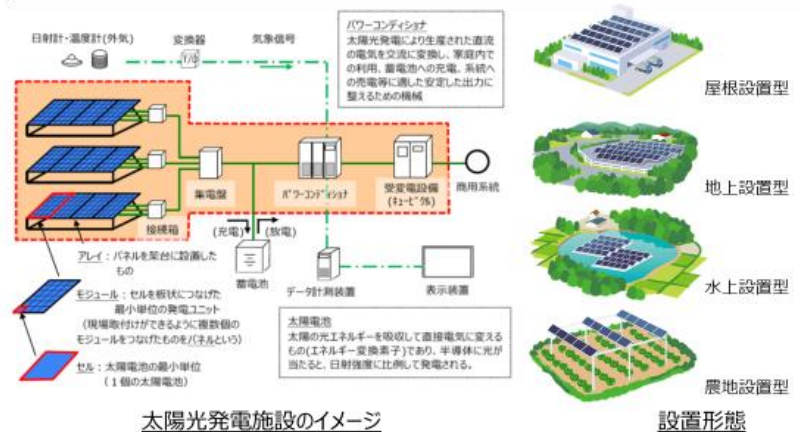 日射計・温度計(外気)
変換器
T/D
気象信号
パワーコンディショナ
太陽光発電により生産された直流
の電気を交流に変換し、家庭内で
の利用、蓄電池への充電、系統へ
の売電等に適した安定した出力に
整えるための機械
集電盤
パワーコンディショナ
受変電設備
(キュービクル)
商用系統
接続箱
(充電)
(放電)
蓄電池
データ計測装置
表示装置
アレイ:パネルを架台に設置した
もの
モジュール:セルを板状につなげた
最小単位の発電ユニット
(現場取付けができるように複数個の
モジュールをつなげたものをパネルという)
セル:太陽電池の最小単位
(1個の太陽電池)
太陽電池
太陽の光エネルギーを吸収して直接電気に変える
もの(エネルギー変換素子)であり、半導体に光が
当たると、日射強度に比例して発電される。
太陽光発電施設のイメージ
屋根設置型
地上設置型
水上設置型
農地設置型
設置形態